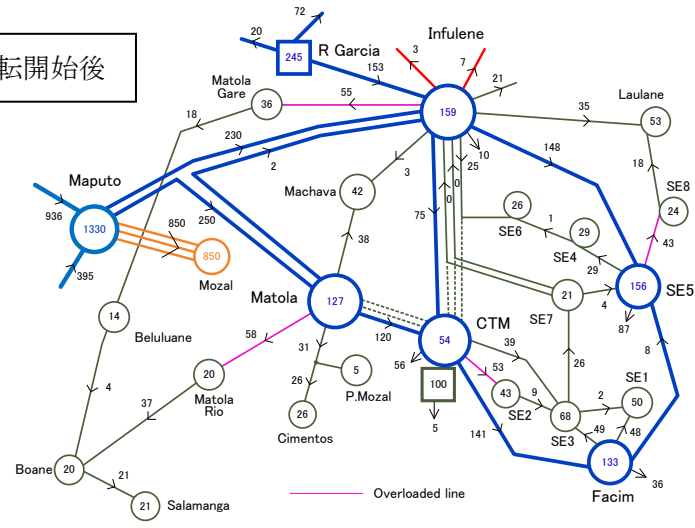 転開始後
72
20
R Garcia
245
153
Infulene
3
7
21
Matola
Gare
36
55
159
35
Laulane
53
18
230
2
10
148
25
0
0
3
Machava
42
75
18
SE8
24
Maputo
936
1330
850
250
850
Mozal
395
38
26
SE6
1
29
SE4
29
43
156
SE5
87
Matola
127
21
SE7
4
14
Beluluane
58
31
120
CTM
54
56
39
53
8
4
37
20
Matola
Rio
26
5
P.Mozal
26
Cimentos
100
5
43
SE2
9
26
68
SE3
2
SE1
50
49
48
141
133
Facim
36
Boane
20
21
21
Salamanga
Overloaded line